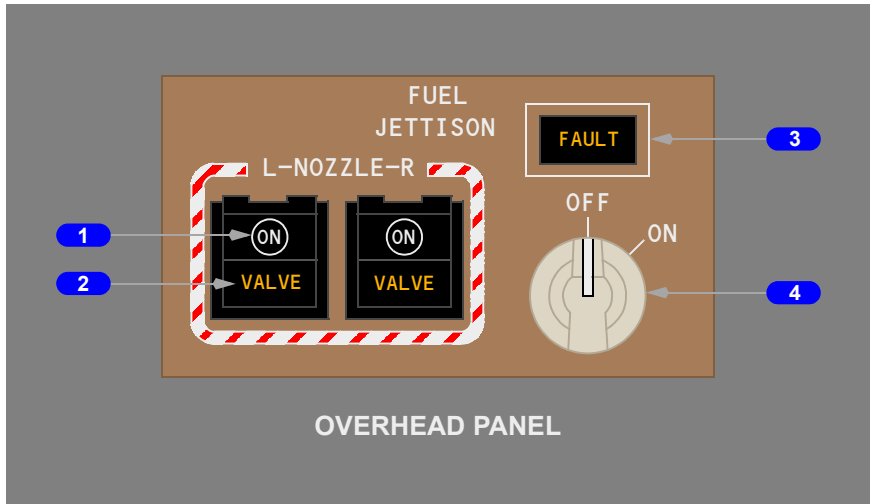 FUEL
JETTISON
FAULT
3
L-NOZZLE-R
OFF
ON
1
ON
ON
2
VALVE
VALVE
4
OVERHEAD PANEL